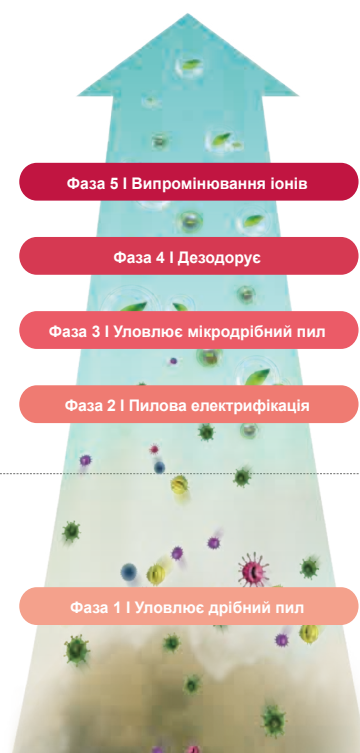 Фаза 5 I Випромінювання іонів
Фаза 4 I Дезодорує
Фаза 3 I Уловлює мікродрібний пил
Фаза 2 I Пилова електрифікація
Фаза 1 I Уловлює дрібний пил